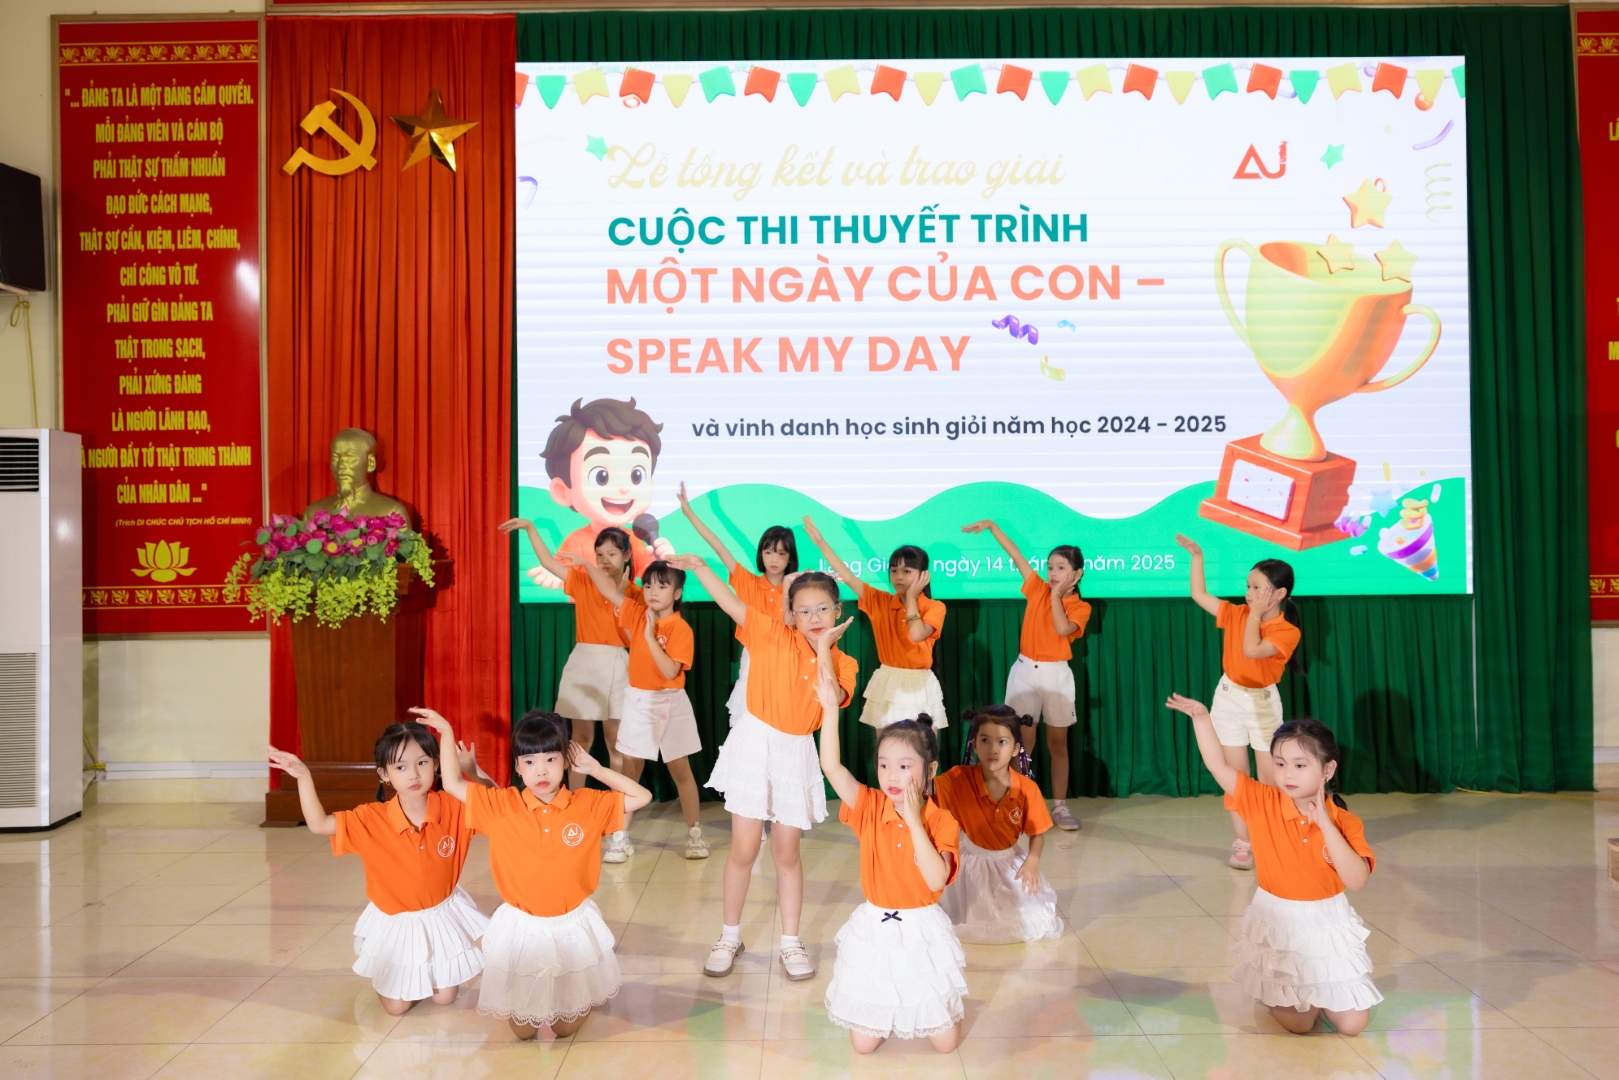 "... ĐẢNG TA LÀ MỘT ĐẢNG CẦM QUYỀN.
MỖI ĐẢNG VIÊN VÀ CÁN BỘ
PHẢI THẬT SỰ THẤM NHUẦN
ĐẠO ĐỨC CÁCH MẠNG,
THẬT SỰ CẦN, KIỆM, LIÊM, CHÍNH,
CHÍ CÔNG VÔ TƯ.
PHẢI GIỮ GÌN ĐẢNG TA
THẬT TRONG SẠCH,
PHẢI XỨNG ĐÁNG
LÀ NGƯỜI LÃNH ĐẠO,
LÀ NGƯỜI ĐẦY TỚ THẬT TRUNG THÀNH
CỦA NHÂN DÂN ..."
(Trích DI CHÚC CHỦ TỊCH HỒ CHÍ MINH)
Lễ tổng kết và trao giải
AJ
CUỘC THI THUYẾT TRÌNH
MỘT NGÀY CỦA CON –
SPEAK MY DAY
và vinh danh học sinh giỏi năm học 2024 - 2025
ngày 14 năm 2025